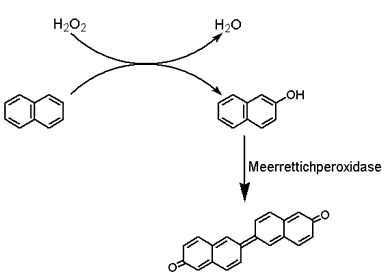 H2O2
H2O
OH
Meerrettichperoxidase
O
O